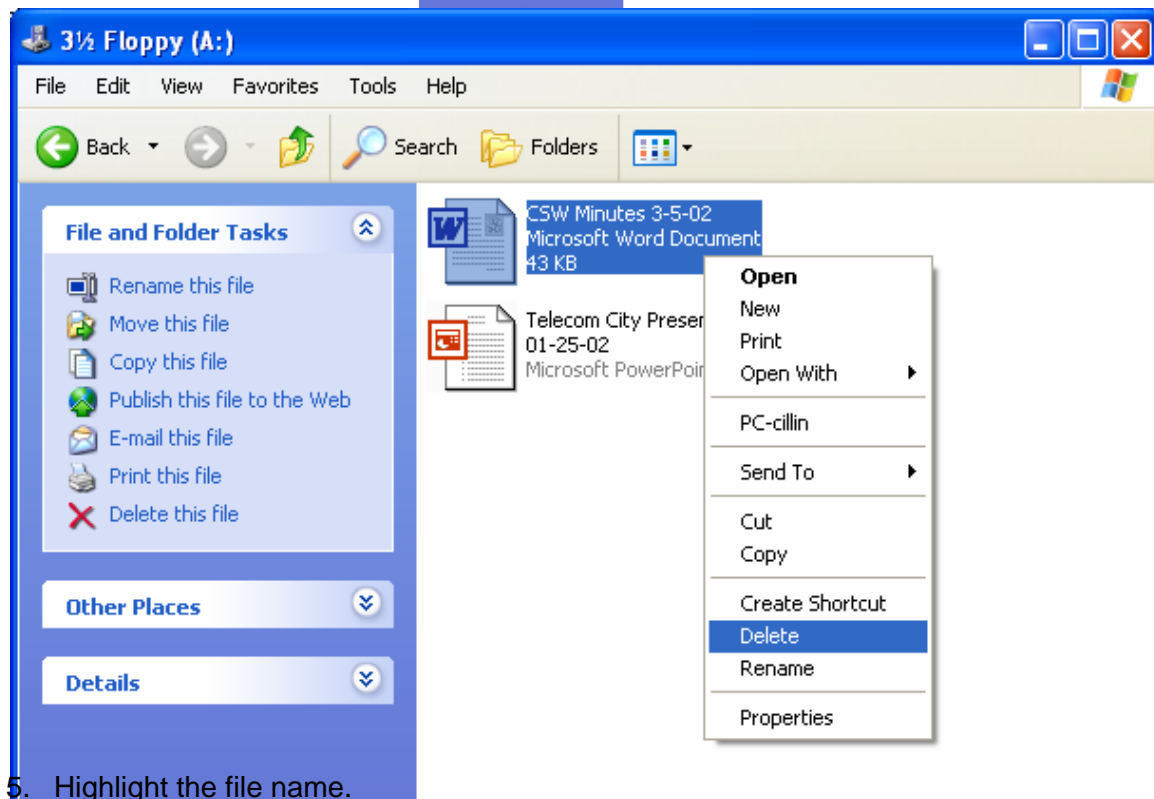 3½ Floppy (A:)
File Edit View Favorites Tools Help
Back Search Folders
File and Folder Tasks
Rename this file
Move this file
Copy this file
Publish this file to the Web
E-mail this file
Print this file
Delete this file
Other Places
Details
CSW Minutes 3-5-02
Microsoft Word Document
43 KB
Telecom City
01-25-02
Microsoft
Open
New
Print
Open With
PC-cillin
Send To
Cut
Copy
Create Shortcut
Delete
Rename
Properties
5. Highlight the file name.